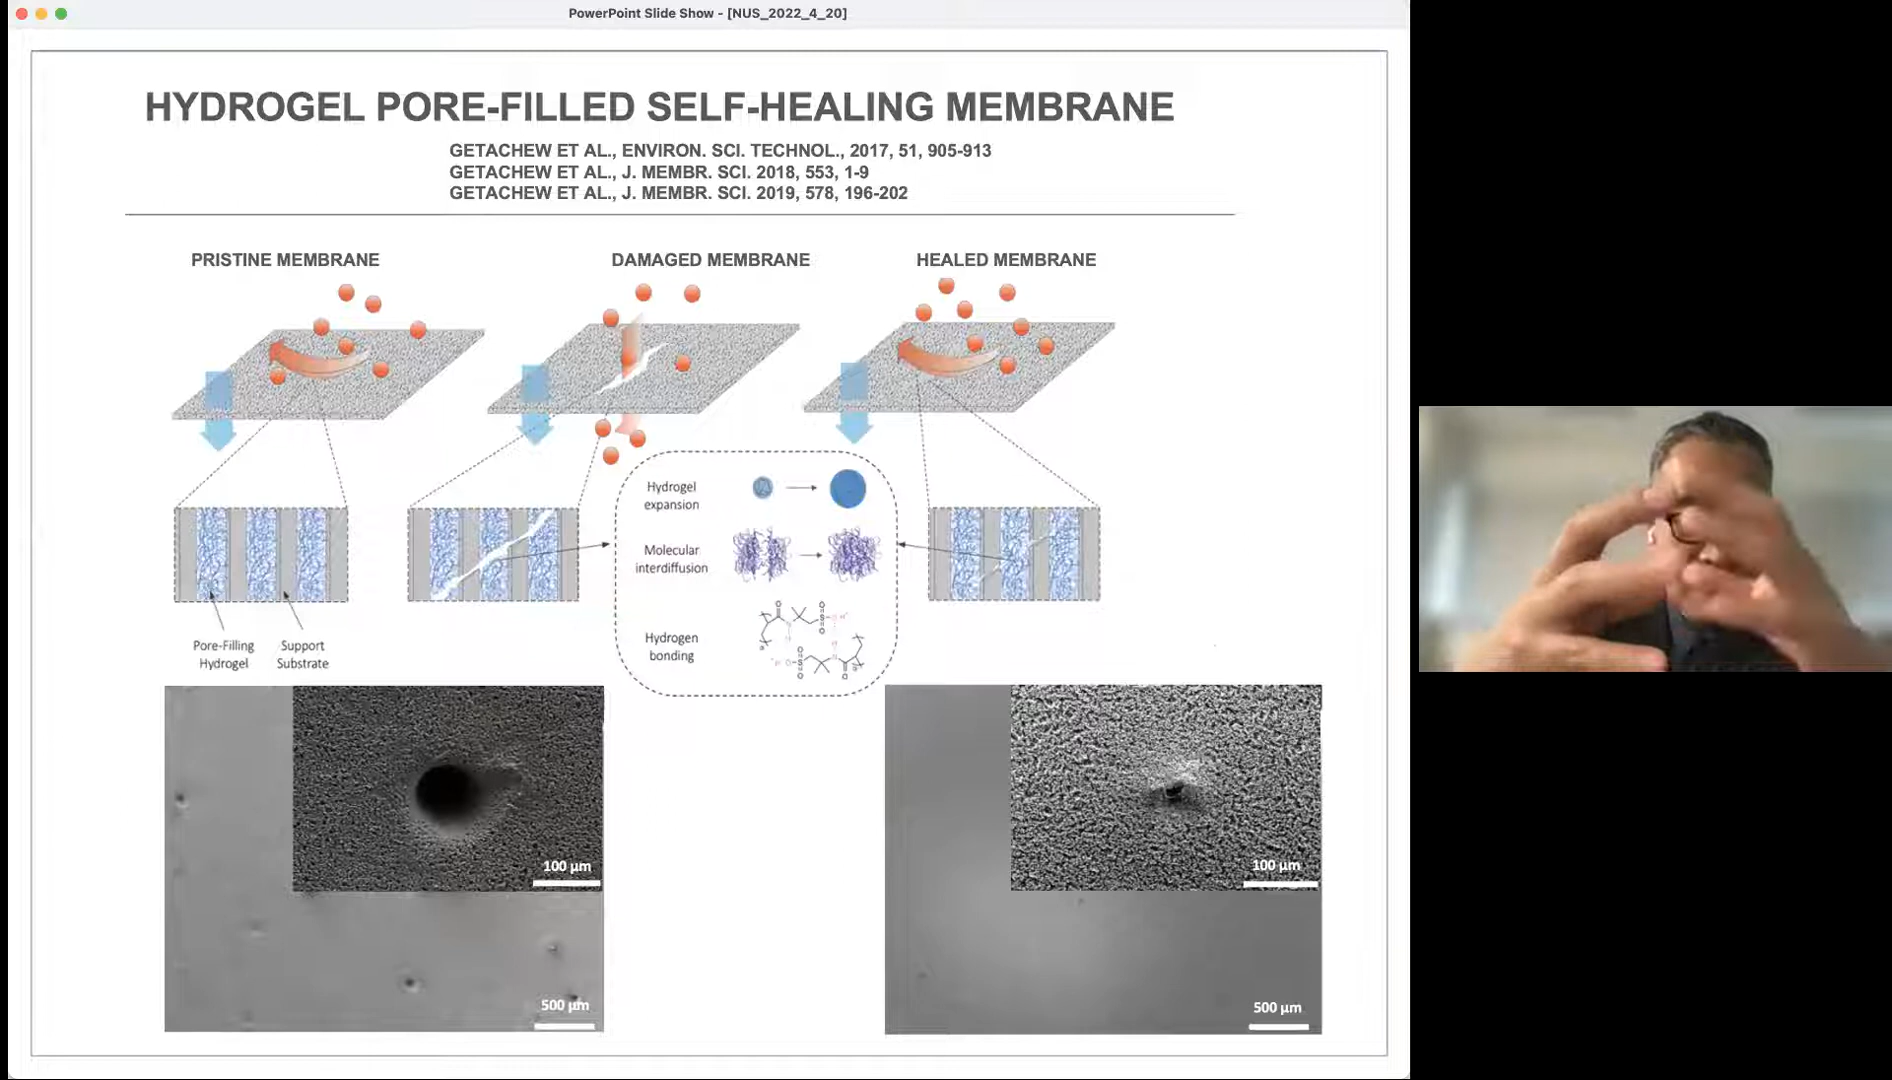 PowerPoint Slide Show - [NUS_2022_4_20]
HYDROGEL PORE-FILLED SELF-HEALING MEMBRANE
GETACHEW ET AL., ENVIRON. SCI. TECHNOL., 2017, 51, 905-913
GETACHEW ET AL., J. MEMBR. SCI. 2018, 553, 1-9
GETACHEW ET AL., J. MEMBR. SCI. 2019, 578, 196-202
PRISTINE MEMBRANE
DAMAGED MEMBRANE
HEALED MEMBRANE
Hydrogel
expansion
Molecular
interdiffusion
Hydrogen
bonding
Pore-Filling
Hydrogel
Support
Substrate
100 µm
500 µm
100 µm
500 µm